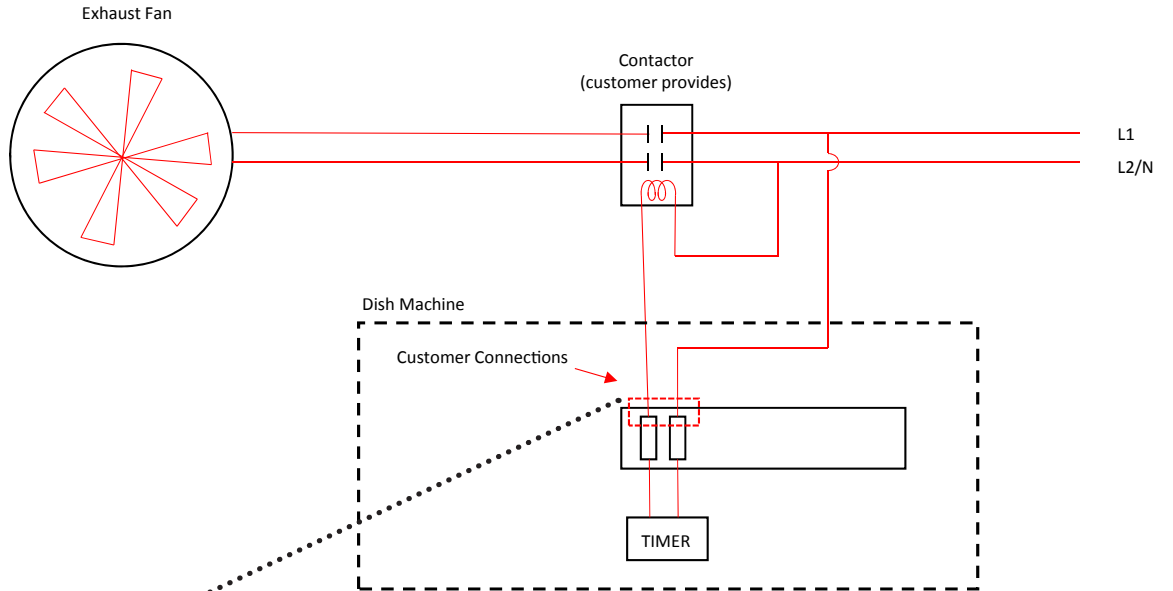 Exhaust Fan
Contactor
(customer provides)
L1
L2/N
Dish Machine
Customer Connections
TIMER